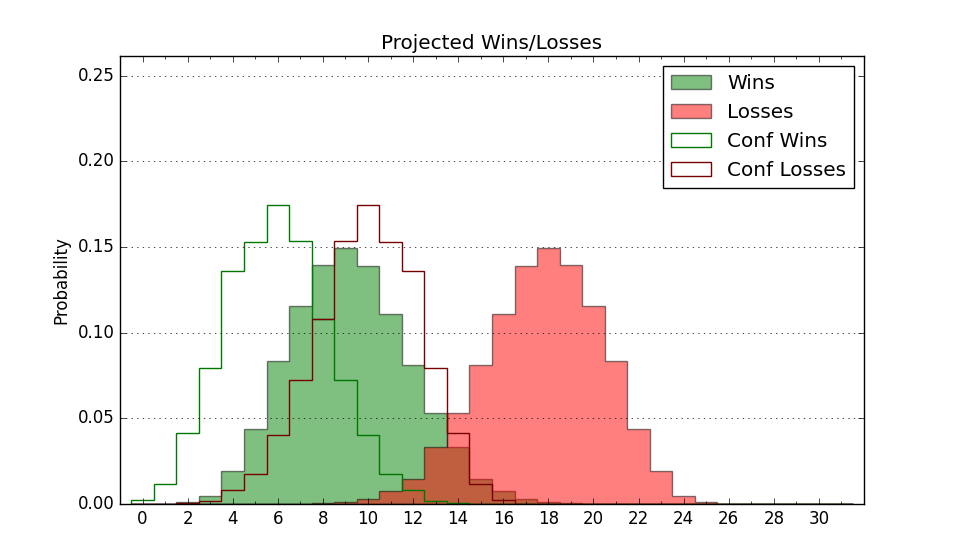 Projected Wins/Losses
0.25
0.20
0.15
0.10
0.05
0.00
Probability
Wins
Losses
Conf Wins
Conf Losses
0 2 4 6 8 10 12 14 16 18 20 22 24 26 28 30